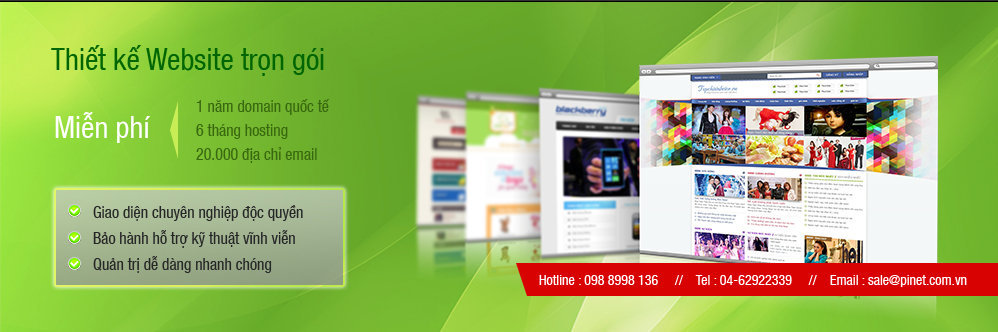 Thiết kế Website trọn gói
Miễn phí
1 năm domain quốc tế
6 tháng hosting
20.000 địa chỉ email
Giao diện chuyên nghiệp độc quyền
Bảo hành hỗ trợ kỹ thuật vĩnh viễn
Quản trị dễ dàng nhanh chóng
blackberry
Hotline : 098 8998 136 // Tel : 04-62922339 // Email : sale@pinet.com.vn